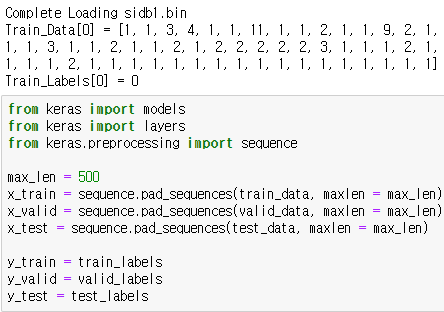 Complete Loading sidb1.bin
Train_Data[0] = [1, 1, 3, 4, 1, 1, 11, 1, 1, 2, 1, 1, 9, 2, 1,
1, 1, 3, 1, 1, 2, 1, 1, 2, 1, 2, 2, 2, 2, 2, 3, 1, 1, 1, 2, 1,
1, 1, 1, 2, 1, 1, 1, 1, 1, 1, 1, 1, 1, 1, 1, 1, 1, 1, 1, 1]
Train_Labels[0] = 0
from keras import models
from keras import layers
from keras.preprocessing import sequence
max_len = 500
x_train = sequence.pad_sequences(train_data, maxlen = max_len)
x_valid = sequence.pad_sequences(valid_data, maxlen = max_len)
x_test = sequence.pad_sequences(test_data, maxlen = max_len)
y_train = train_labels
y_valid = valid_labels
y_test = test_labels